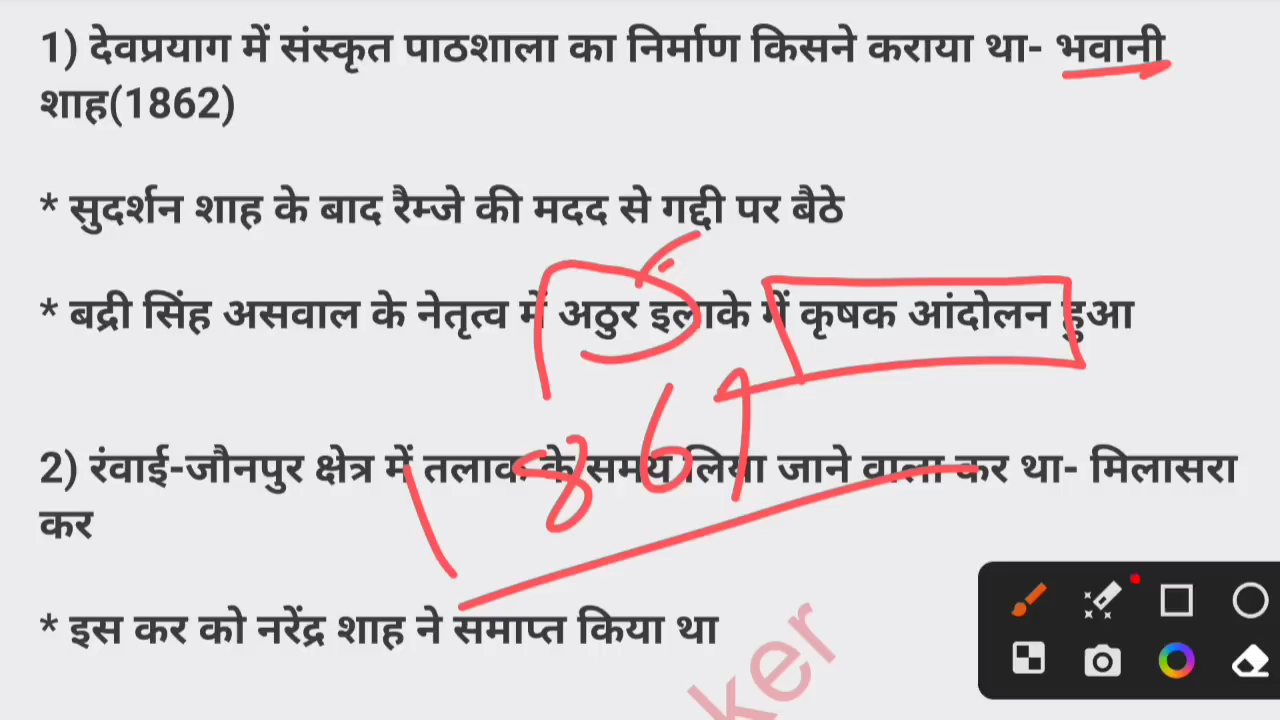 1) देवप्रयाग में संस्कृत पाठशाला का निर्माण किसने कराया था- भवानी
शाह(1862)
* सुदर्शन शाह के बाद रैम्जे की मदद से गद्दी पर बैठे
* बद्री सिंह असवाल के नेतृत्व में अठुर इलाके में कृषक आंदोलन हुआ
1867
2) रंवाई-जौनपुर क्षेत्र में तलाक के समय लिया जाने वाला कर था- मिलासरा
कर
* इस कर को नरेंद्र शाह ने समाप्त किया था
ker